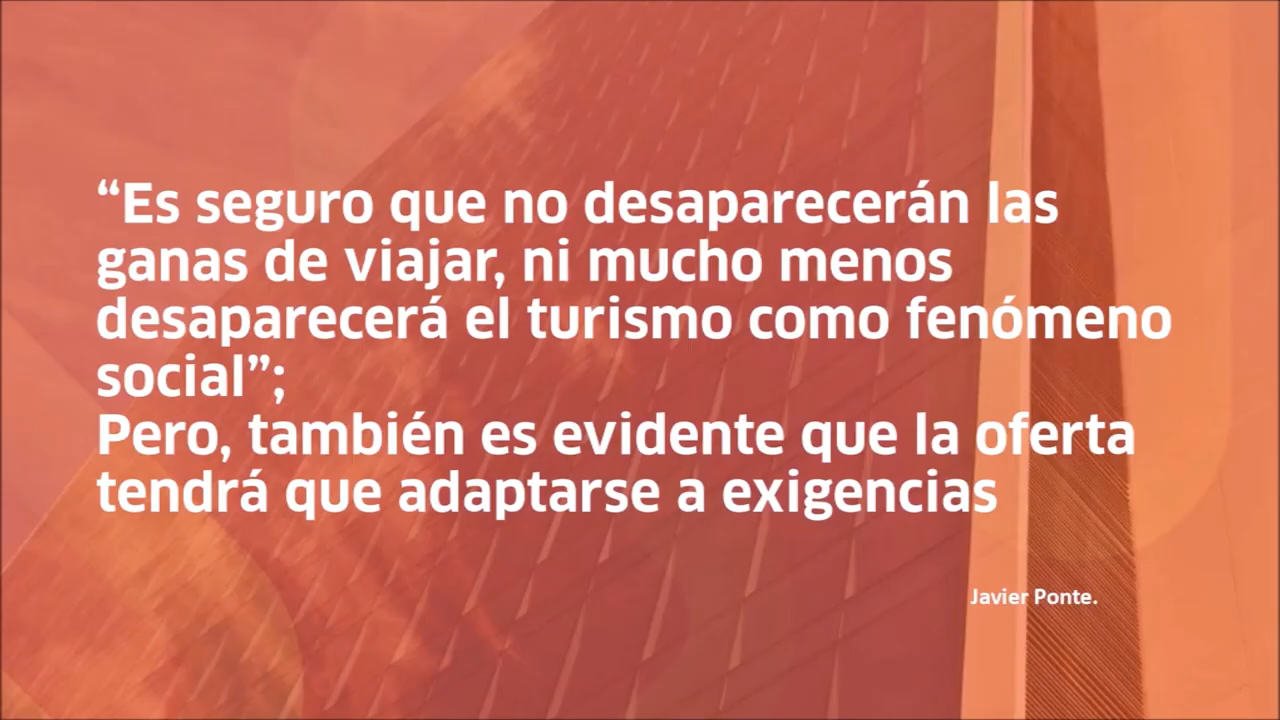 “Es seguro que no desaparecerán las
ganas de viajar, ni mucho menos
desaparecerá el turismo como fenómeno
social”;
Pero, también es evidente que la oferta
tendrá que adaptarse a exigencias
Javier Ponte.